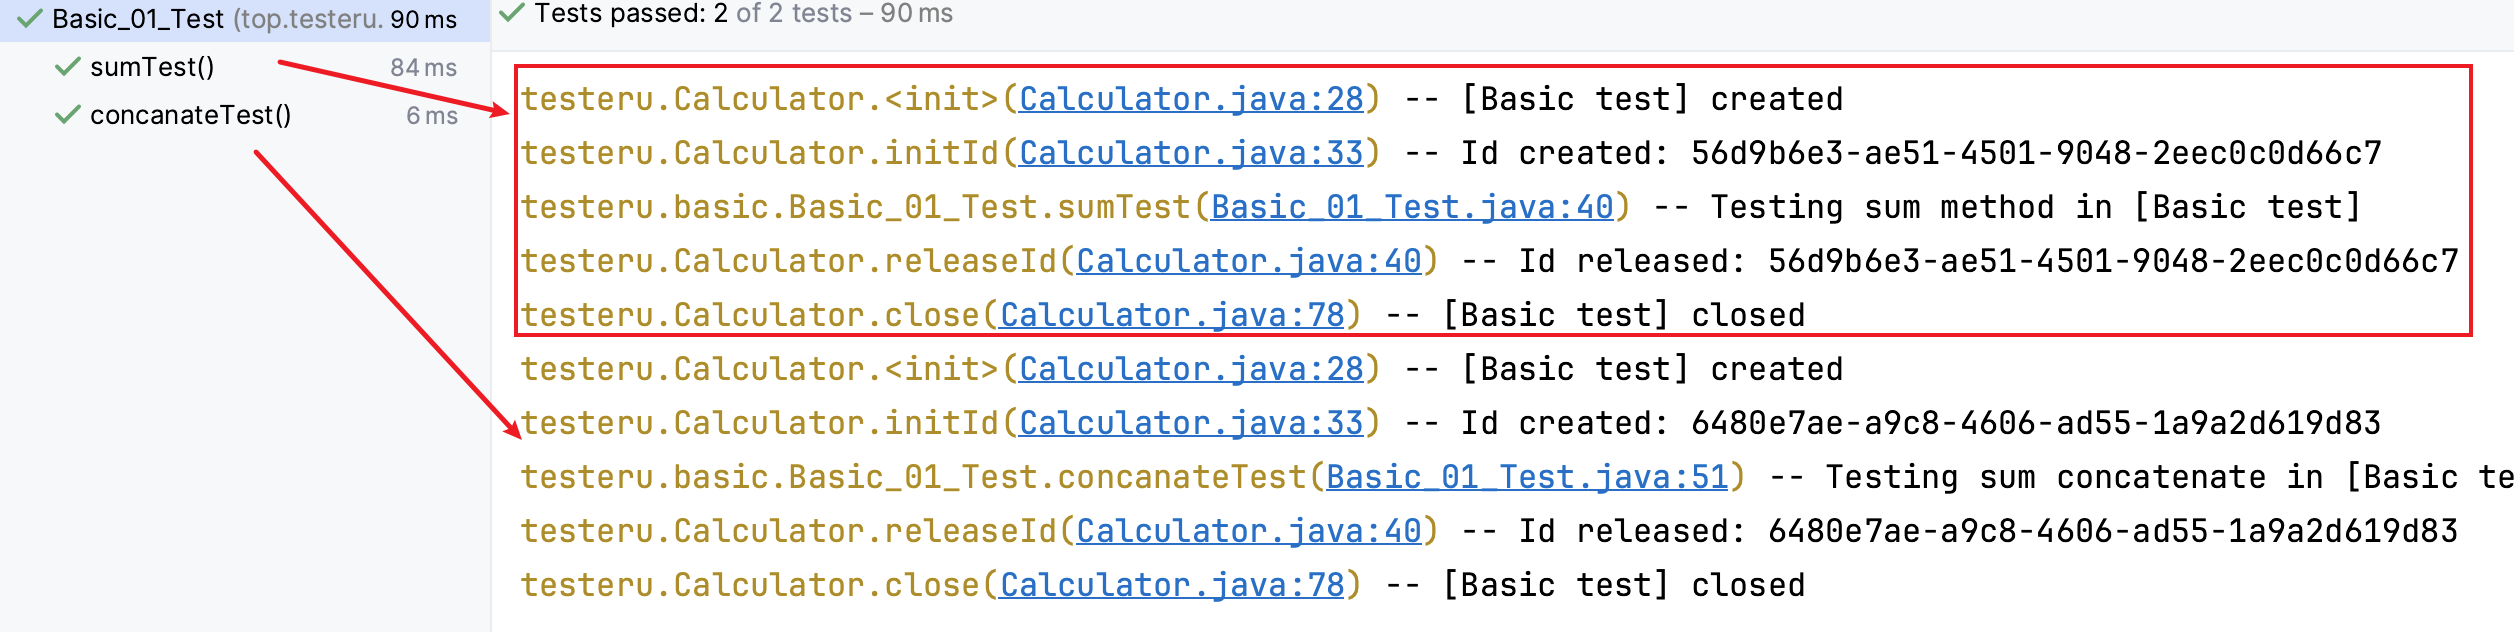 Basic_01_Test (top.testeru. 90 ms
sumTest() 84 ms
concanateTest() 6 ms
Tests passed: 2 of 2 tests – 90 ms
testeru.Calculator.<init>(Calculator.java:28) -- [Basic test] created
testeru.Calculator.initId(Calculator.java:33) -- Id created: 56d9b6e3-ae51-4501-9048-2eec0c0d66c7
testeru.basic.Basic_01_Test.sumTest(Basic_01_Test.java:40) -- Testing sum method in [Basic test]
testeru.Calculator.releaseId(Calculator.java:40) -- Id released: 56d9b6e3-ae51-4501-9048-2eec0c0d66c7
testeru.Calculator.close(Calculator.java:78) -- [Basic test] closed
testeru.Calculator.<init>(Calculator.java:28) -- [Basic test] created
testeru.Calculator.initId(Calculator.java:33) -- Id created: 6480e7ae-a9c8-4606-ad55-1a9a2d619d83
testeru.basic.Basic_01_Test.concanateTest(Basic_01_Test.java:51) -- Testing sum concatenate in [Basic te
testeru.Calculator.releaseId(Calculator.java:40) -- Id released: 6480e7ae-a9c8-4606-ad55-1a9a2d619d83
testeru.Calculator.close(Calculator.java:78) -- [Basic test] closed